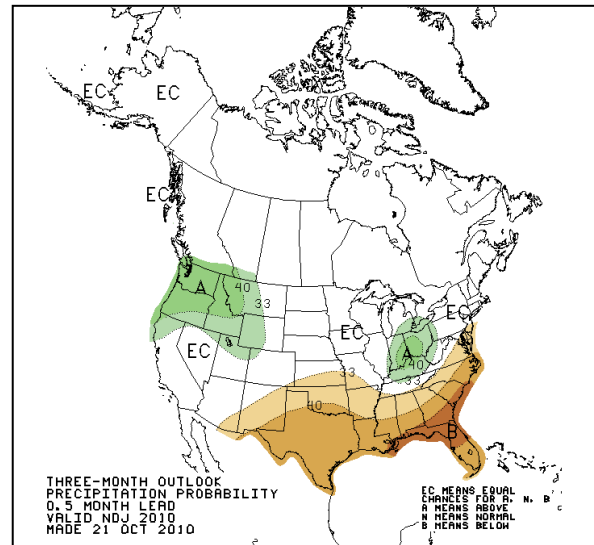 EC
EC
EC
A
40
33
EC
EC
EC
A
40
33
33
40
B
THREE-MONTH OUTLOOK
PRECIPITATION PROBABILITY
0.5 MONTH LEAD
VALID NDJ 2010
MADE 21 OCT 2010
EC MEANS EQUAL
CHANCES FOR A, N, B
A MEANS ABOVE
N MEANS NORMAL
B MEANS BELOW